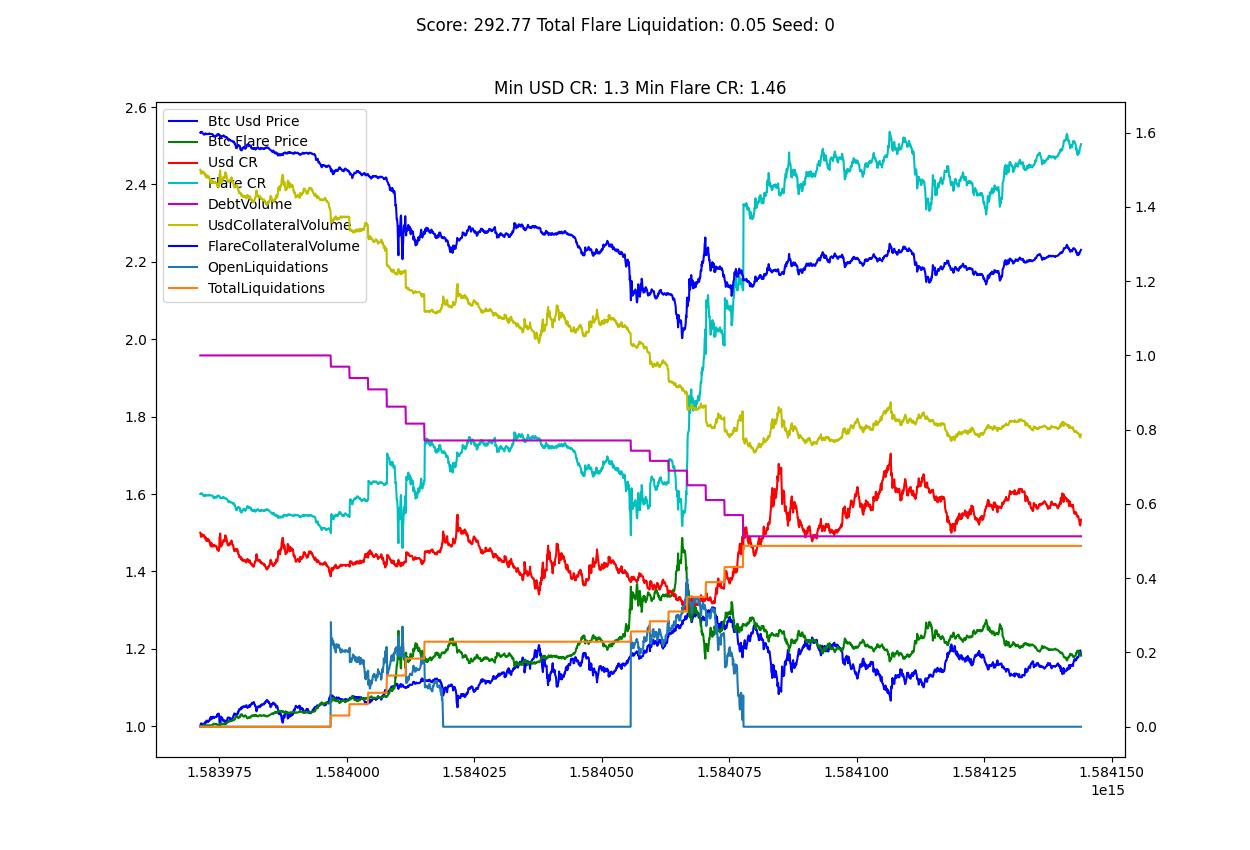 Score: 292.77 Total Flare Liquidation: 0.05 Seed: 0
Min USD CR: 1.3 Min Flare CR: 1.46
Btc Usd Price
Btc Flare Price
Usd CR
Flare CR
DebtVolume
UsdCollateralVolume
FlareCollateralVolume
OpenLiquidations
TotalLiquidations
2.6
2.4
2.2
2.0
1.8
1.6
1.4
1.2
1.0
1.6
1.4
1.2
1.0
0.8
0.6
0.4
0.2
0.0
1.583975 1.584000 1.584025 1.584050 1.584075 1.584100 1.584125 1.584150
1e15